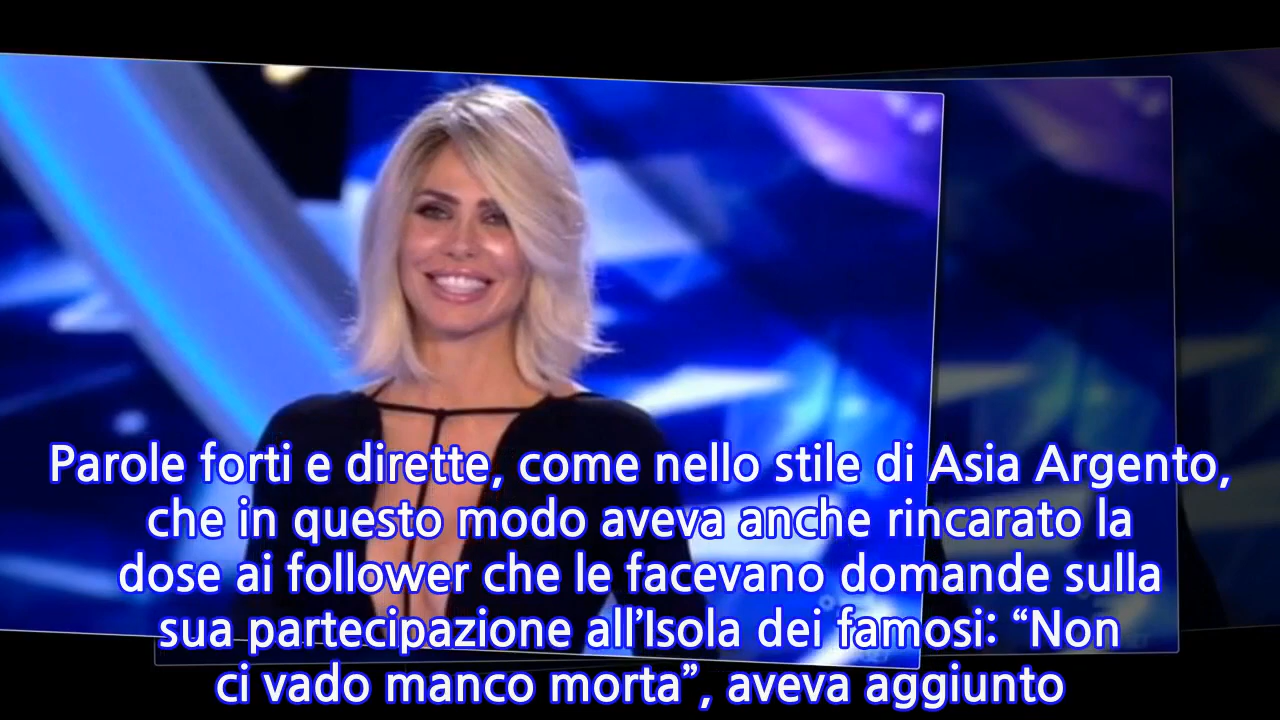 Parole forti e dirette, come nello stile di Asia Argento,
che in questo modo aveva anche rincarato la
dose ai follower che le facevano domande sulla
sua partecipazione all’Isola dei famosi: “Non
ci vado manco morta”, aveva aggiunto